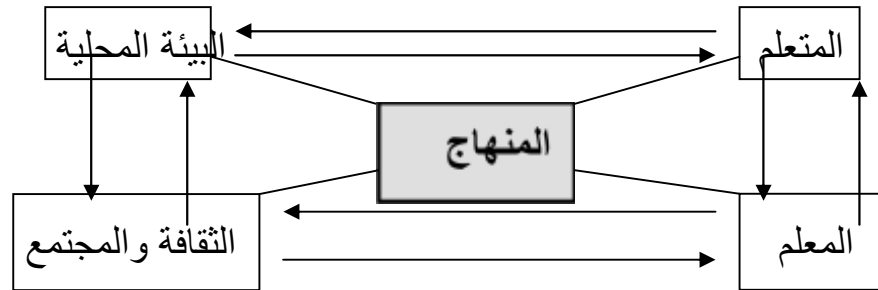 المتعلم
البيئة المحلية
المنهاج
المعلم
الثقافة والمجتمع